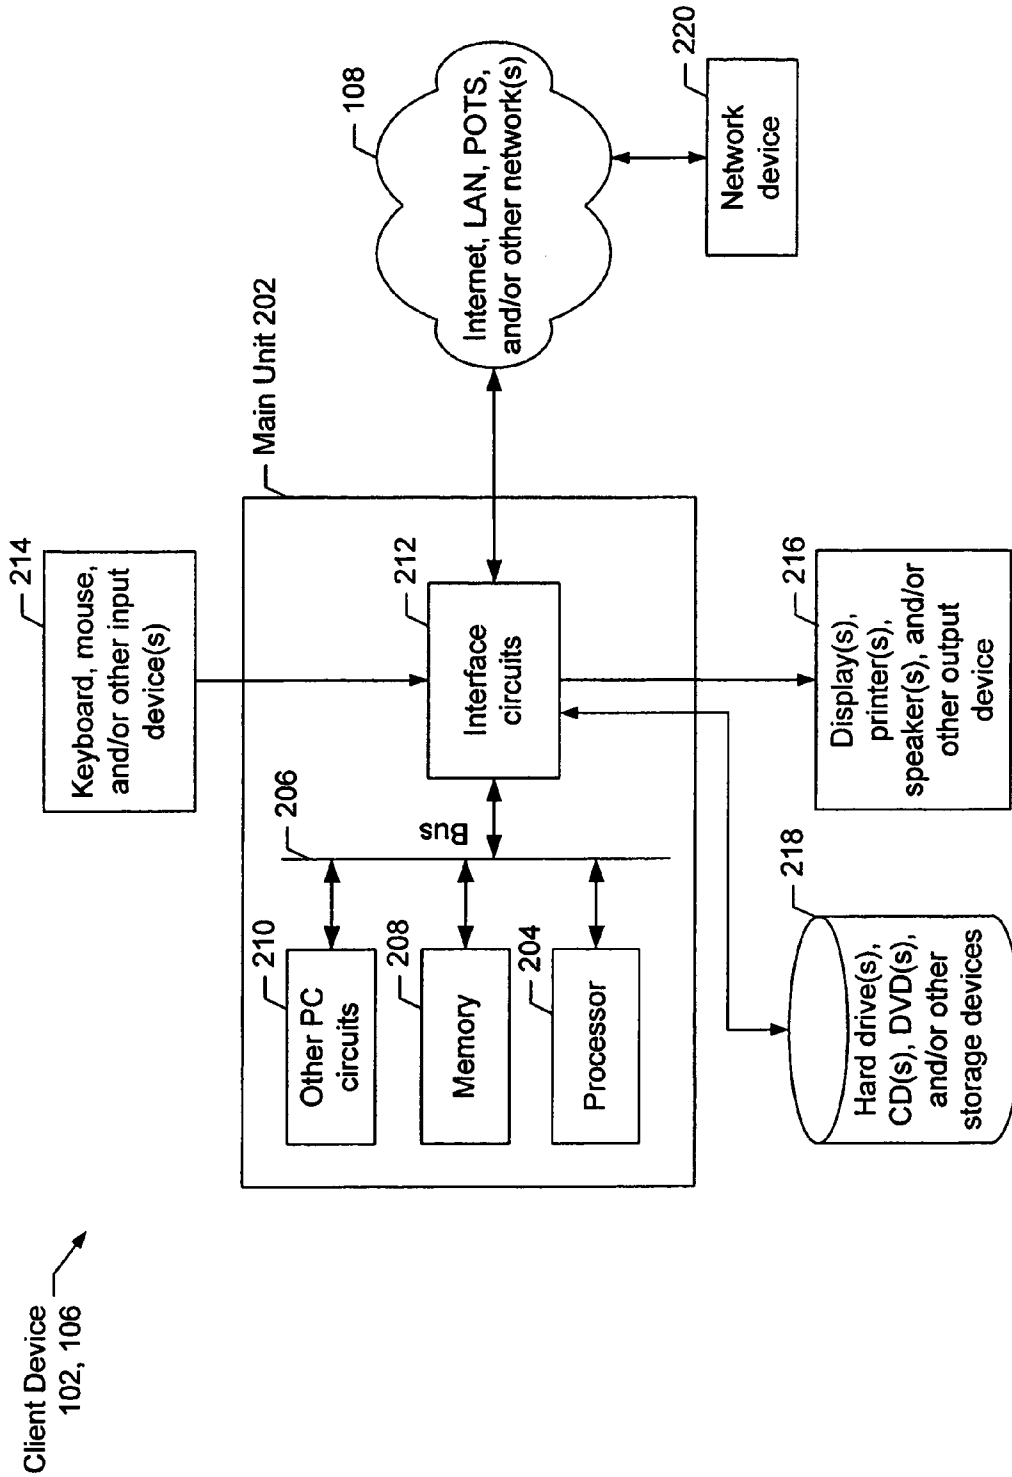 Client Device
102, 106
214
Keyboard, mouse,
and/or other input
device(s)
Main Unit 202
210
Other PC
circuits
208
Memory
204
Processor
206
Bus
212
Interface
circuits
108
Internet, LAN, POTS,
and/or other network(s)
220
Network
device
218
Hard drive(s),
CD(s), DVD(s),
and/or other
storage devices
216
Display(s),
printer(s),
speaker(s), and/or
other output
device